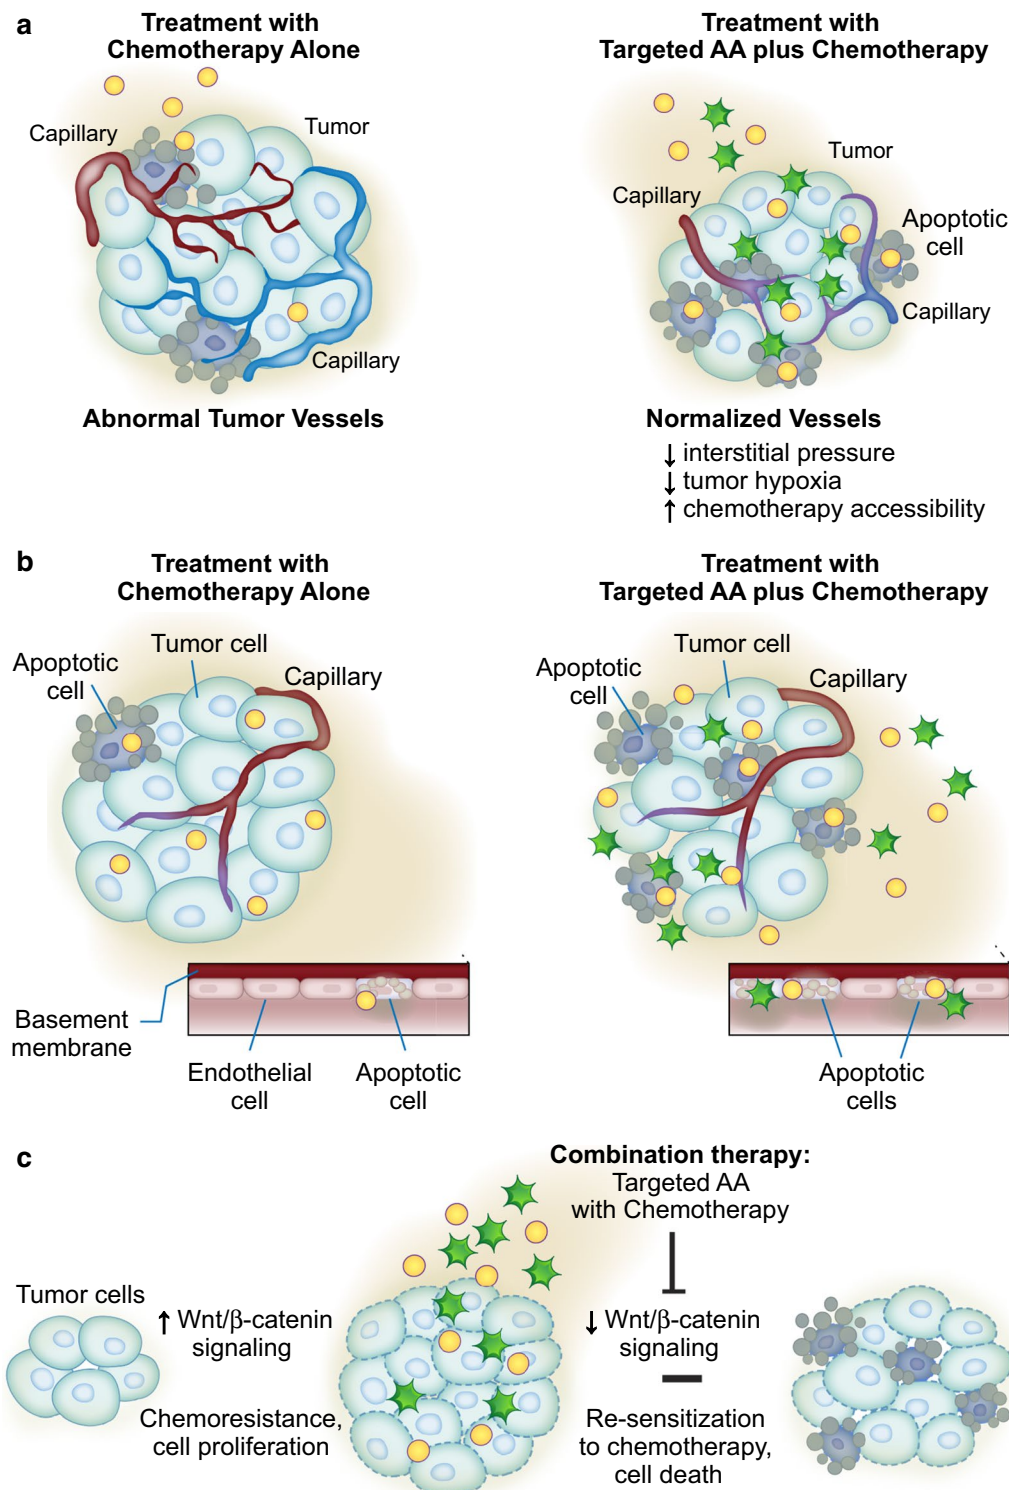 a
Treatment with
Chemotherapy Alone
Treatment with
Targeted AA plus Chemotherapy
Capillary
Tumor
Capillary
Abnormal Tumor Vessels
Tumor
Capillary
Apoptotic
cell
Capillary
Normalized Vessels
↓ interstitial pressure
↓ tumor hypoxia
↑ chemotherapy accessibility
b
Treatment with
Chemotherapy Alone
Treatment with
Targeted AA plus Chemotherapy
Tumor cell
Apoptotic
cell
Capillary
Basement
membrane
Endothelial
cell
Apoptotic
cell
Tumor cell
Apoptotic
cell
Capillary
Apoptotic
cells
c
Combination therapy:
Targeted AA
with Chemotherapy
Tumor cells
↑ Wnt/β-catenin
signaling
Chemoresistance,
cell proliferation
↓ Wnt/β-catenin
signaling
Re-sensitization
to chemotherapy,
cell death